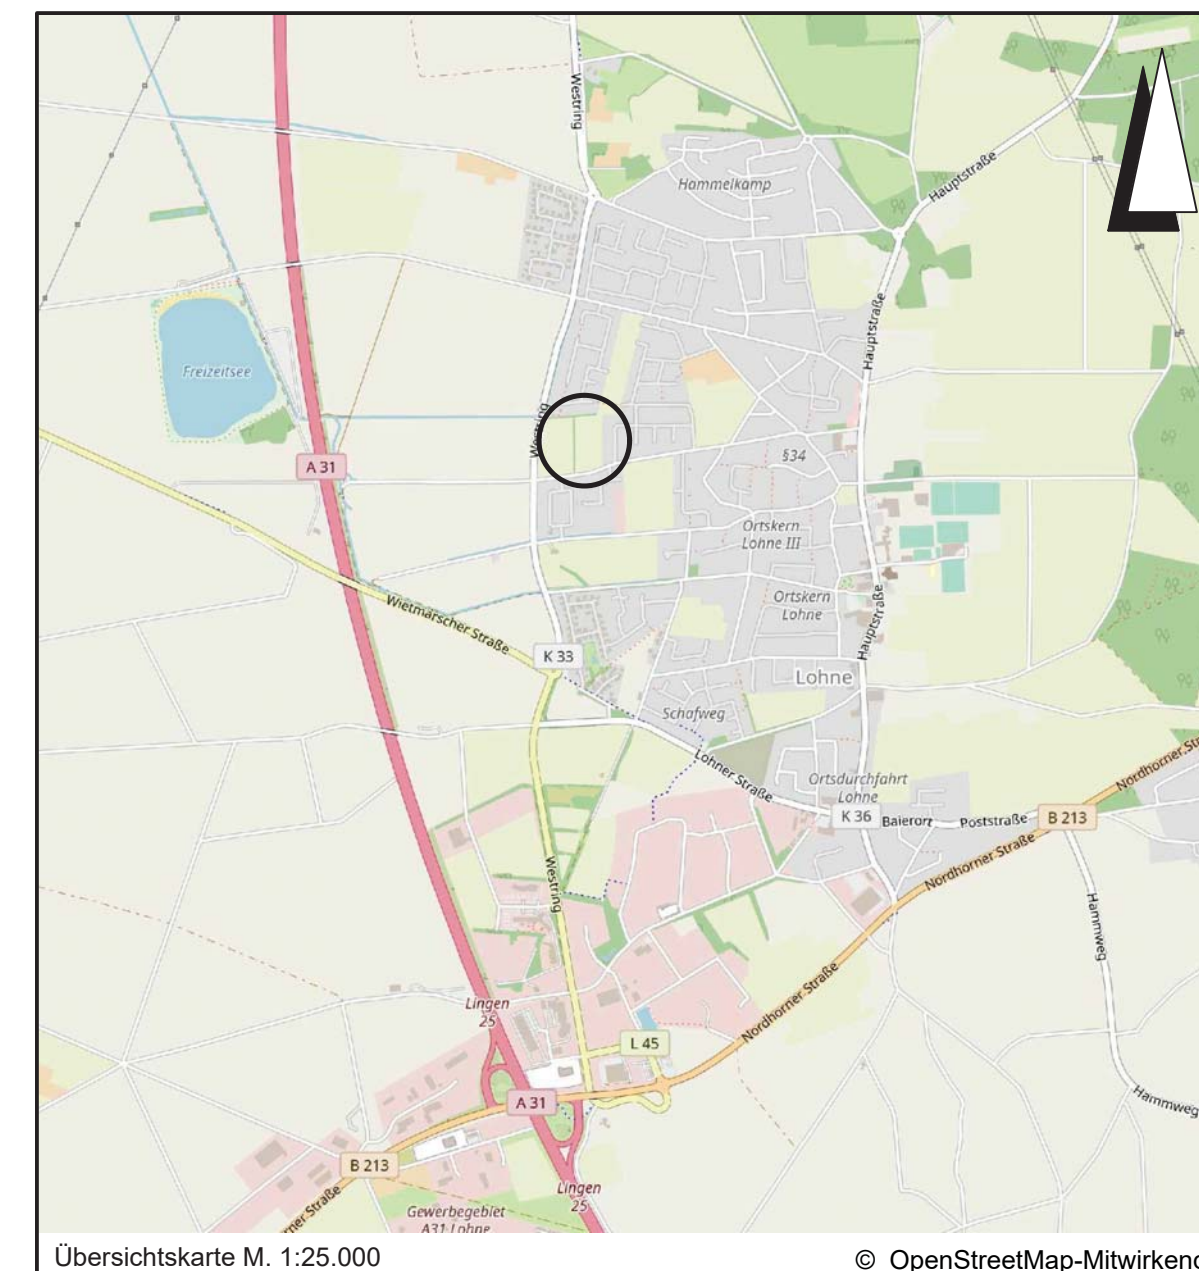 Westring
Hammelkamp
Hauptstraße
Hauptstraße
Freizeitsee
Westring
A 31
§34
Ortskern
Lohne III
Wietmarscher Straße
Ortskern
Lohne
Hauptstraße
K 33
Lohne
Schafweg
Lohner Straße
Ortsdurchfahrt
Lohne
K 36
Baierort
Poststraße
B 213
Nordhorner Str
Nordhorner Straße
Westring
Hammweg
Nordhorner Straße
Lingen
25
L 45
A 31
Hammweg
B 213
Lingen
25
rner Straße
Gewerbegebiet
A31 Lohne
Übersichtskarte M. 1:25.000
© OpenStreetMap-Mitwirkend